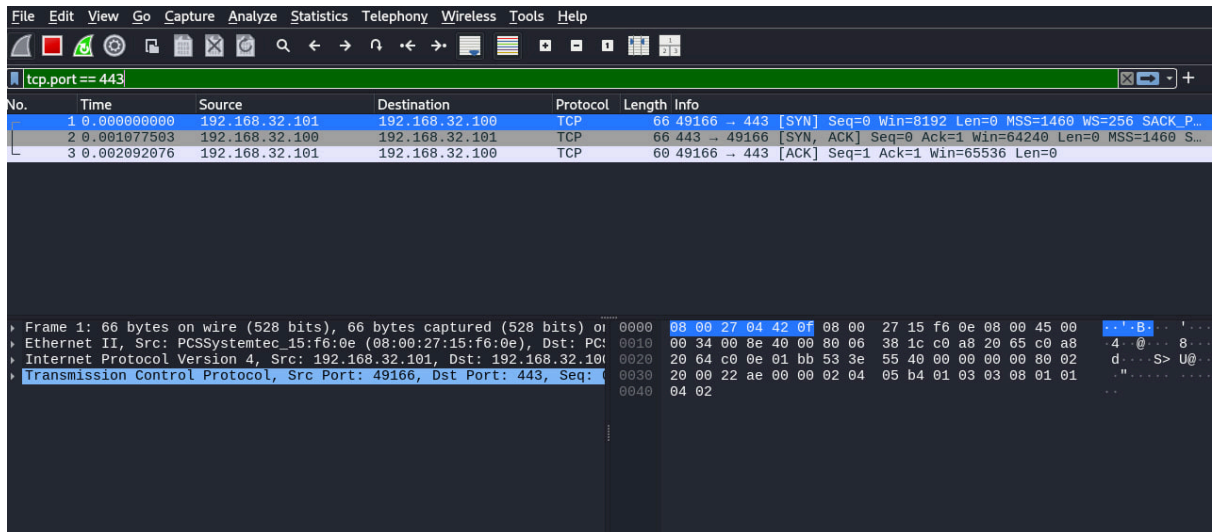 File Edit View Go Capture Analyze Statistics Telephony Wireless Tools Help
tcp.port == 443
No. Time Source Destination Protocol Length Info
1 0.000000000 192.168.32.101 192.168.32.100 TCP 66 49166 → 443 [SYN] Seq=0 Win=8192 Len=0 MSS=1460 WS=256 SACK_P…
2 0.001077503 192.168.32.100 192.168.32.101 TCP 66 443 → 49166 [SYN, ACK] Seq=0 Ack=1 Win=64240 Len=0 MSS=1460 S…
3 0.002092076 192.168.32.101 192.168.32.100 TCP 60 49166 → 443 [ACK] Seq=1 Ack=1 Win=65536 Len=0
Frame 1: 66 bytes on wire (528 bits), 66 bytes captured (528 bits) on
Ethernet II, Src: PCSSystemtec_15:f6:0e (08:00:27:15:f6:0e), Dst: PCS
Internet Protocol Version 4, Src: 192.168.32.101, Dst: 192.168.32.100
Transmission Control Protocol, Src Port: 49166, Dst Port: 443, Seq: 0
0000 08 00 27 04 42 0f 08 00 27 15 f6 0e 08 00 45 00 ··'·B··· '·····E·
0010 00 34 00 8e 40 00 80 06 38 1c c0 a8 20 65 c0 a8 ·4··@··· 8··· e··
0020 20 64 c0 0e 01 bb 53 3e 55 40 00 00 00 00 80 02 d····S> U@······
0030 20 00 22 ae 00 00 02 04 05 b4 01 03 03 08 01 01 ·"····· ········
0040 04 02 ··